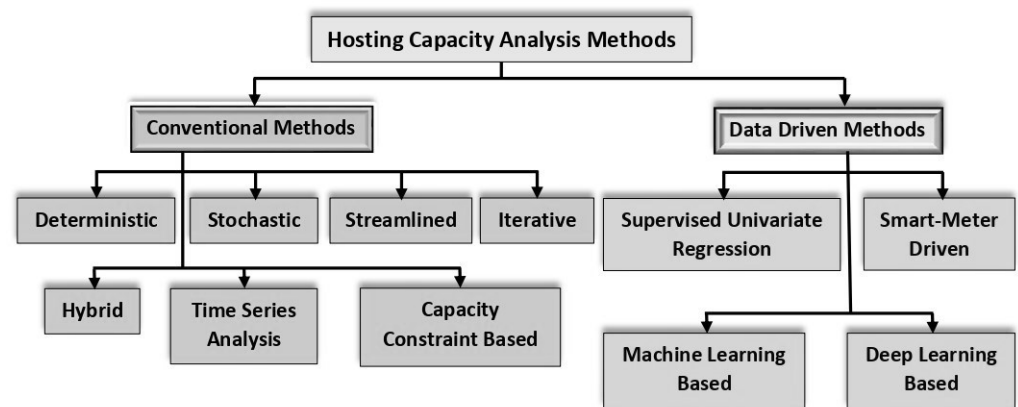 Hosting Capacity Analysis Methods
Conventional Methods
Data Driven Methods
Deterministic
Stochastic
Streamlined
Iterative
Supervised Univariate
Regression
Smart-Meter
Driven
Hybrid
Time Series
Analysis
Capacity
Constraint Based
Machine Learning
Based
Deep Learning
Based